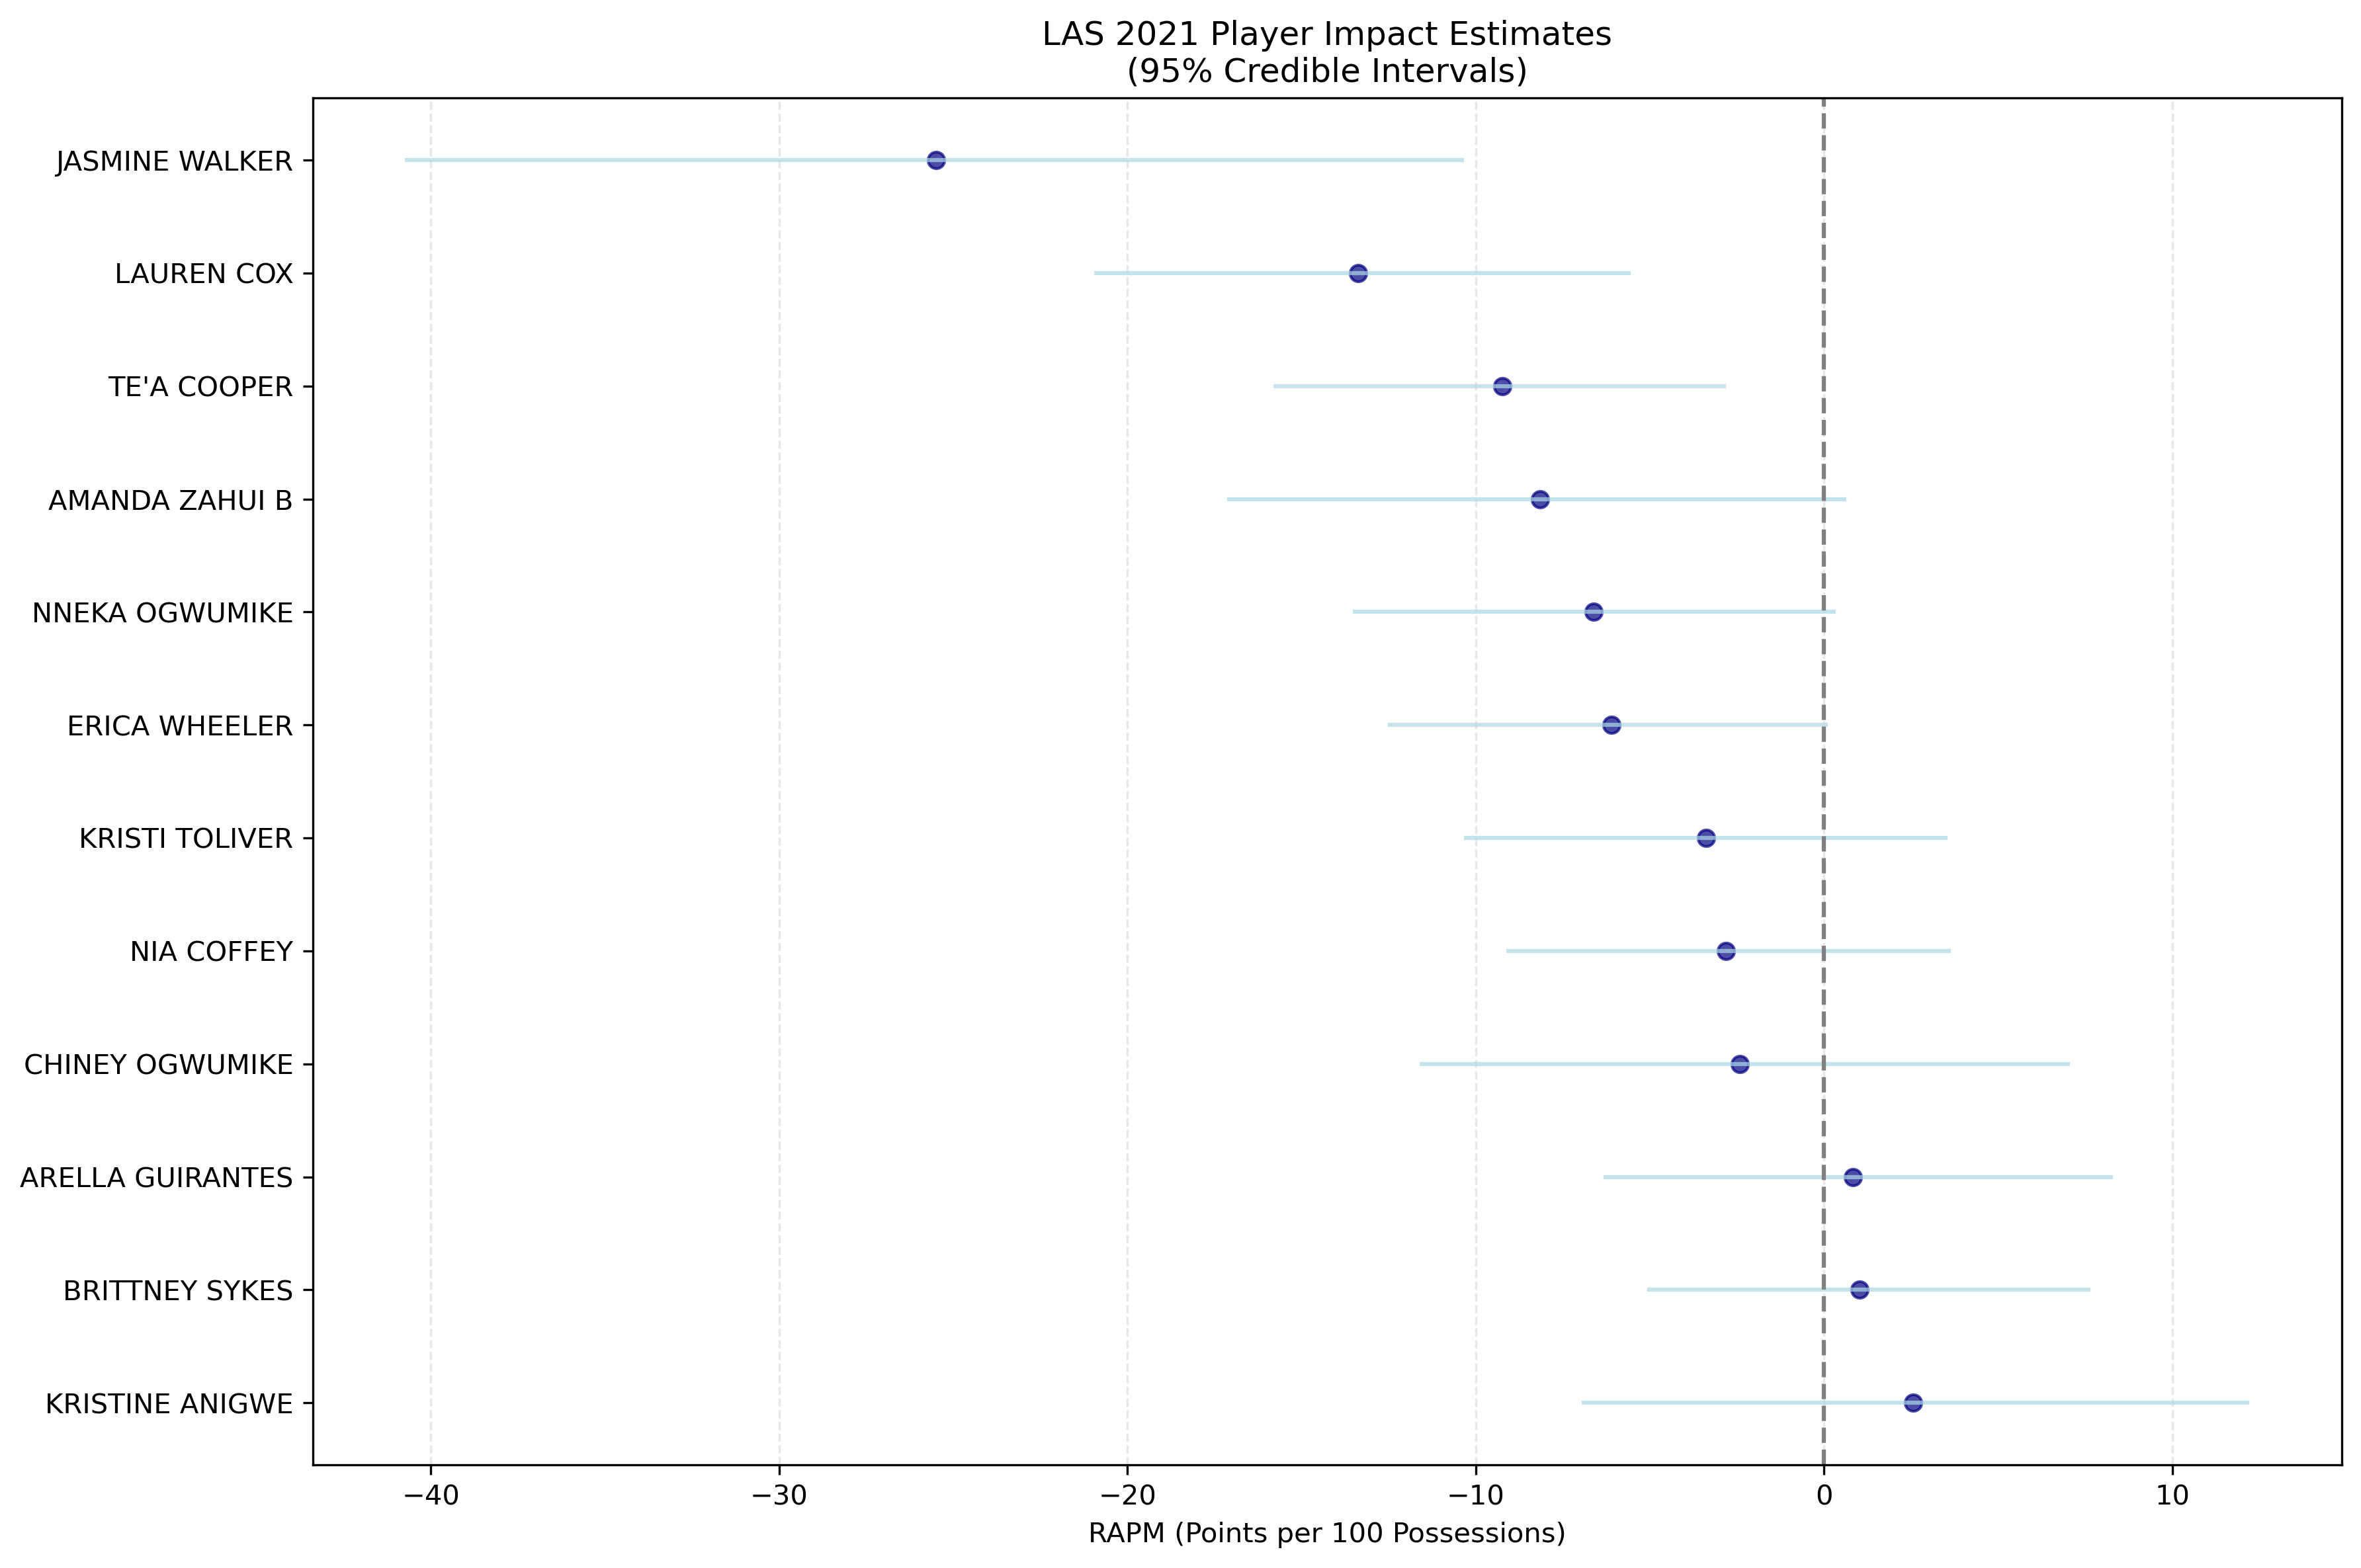 LAS 2021 Player Impact Estimates
(95% Credible Intervals)
JASMINE WALKER
LAUREN COX
TE'A COOPER
AMANDA ZAHUI B
NNEKA OGWUMIKE
ERICA WHEELER
KRISTI TOLIVER
NIA COFFEY
CHINEY OGWUMIKE
ARELLA GUIRANTES
BRITTNEY SYKES
KRISTINE ANIGWE
−40 −30 −20 −10 0 10
RAPM (Points per 100 Possessions)